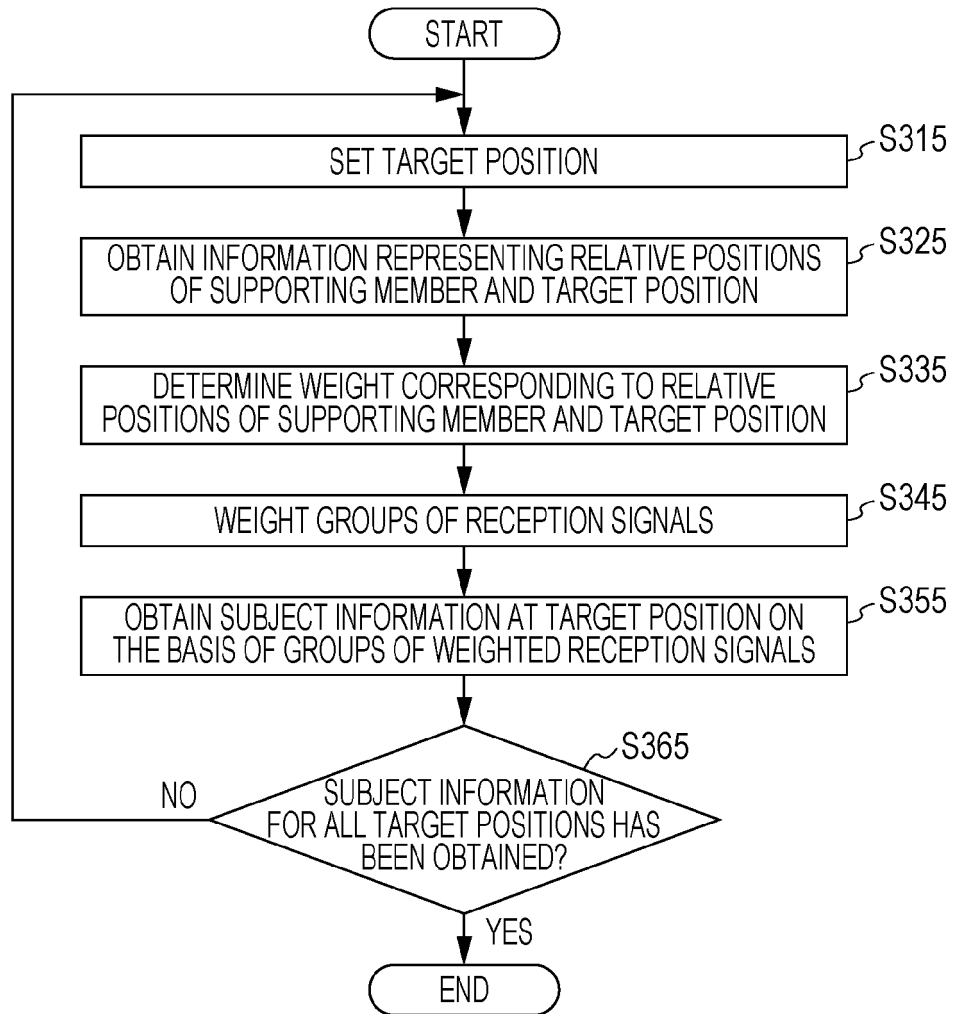 START
SET TARGET POSITION
S315
OBTAIN INFORMATION REPRESENTING RELATIVE POSITIONS
OF SUPPORTING MEMBER AND TARGET POSITION
S325
DETERMINE WEIGHT CORRESPONDING TO RELATIVE
POSITIONS OF SUPPORTING MEMBER AND TARGET POSITION
S335
WEIGHT GROUPS OF RECEPTION SIGNALS
S345
OBTAIN SUBJECT INFORMATION AT TARGET POSITION ON
THE BASIS OF GROUPS OF WEIGHTED RECEPTION SIGNALS
S355
S365
SUBJECT INFORMATION
FOR ALL TARGET POSITIONS HAS
BEEN OBTAINED?
NO
YES
END